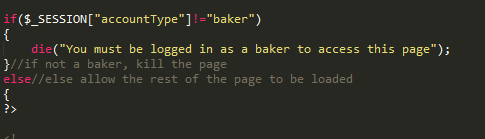 if($_SESSION["accountType"]!="baker")
{
die("You must be logged in as a baker to access this page");
}//if not a baker, kill the page
else//else allow the rest of the page to be loaded
{
?>